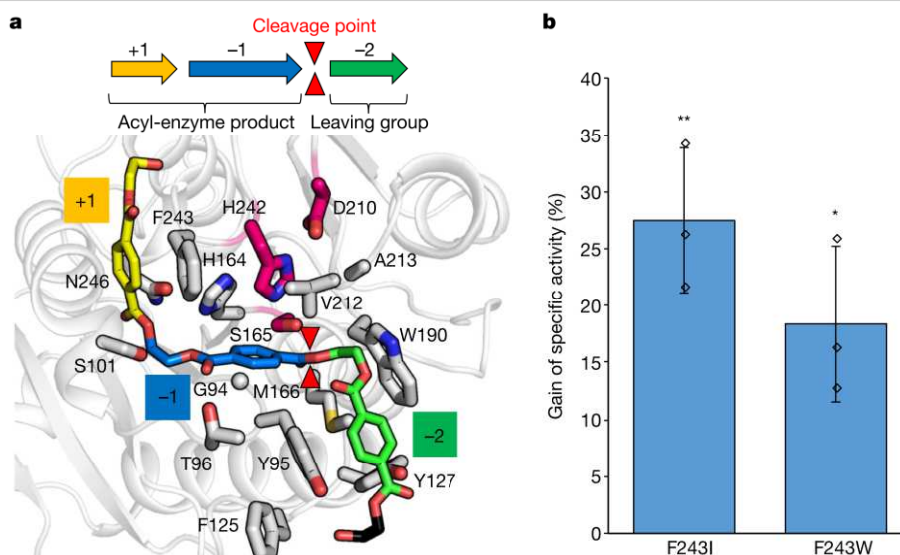 a
Cleavage point
+1
–1
–2
Acyl-enzyme product
Leaving group
+1
F243
H242
D210
H164
A213
N246
V212
S165
W190
S101
–1
G94
M166
–2
T96
Y95
Y127
F125
b
Gain of specific activity (%)
40
35
30
25
20
15
10
5
0
**
*
F243I
F243W